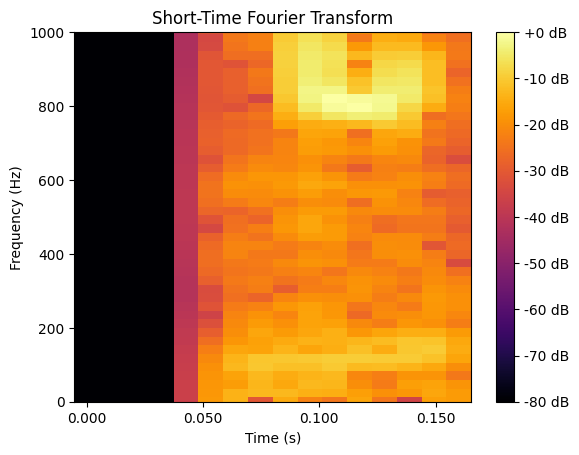 Short-Time Fourier Transform
1000
800
600
400
200
0
Frequency (Hz)
0.000
0.050
0.100
0.150
Time (s)
+0 dB
-10 dB
-20 dB
-30 dB
-40 dB
-50 dB
-60 dB
-70 dB
-80 dB